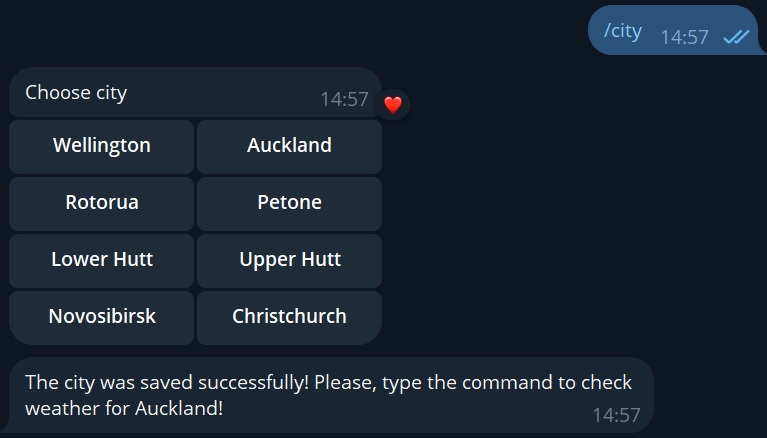 /city 14:57
Choose city 14:57
Wellington Auckland
Rotorua Petone
Lower Hutt Upper Hutt
Novosibirsk Christchurch
The city was saved successfully! Please, type the command to check
weather for Auckland! 14:57